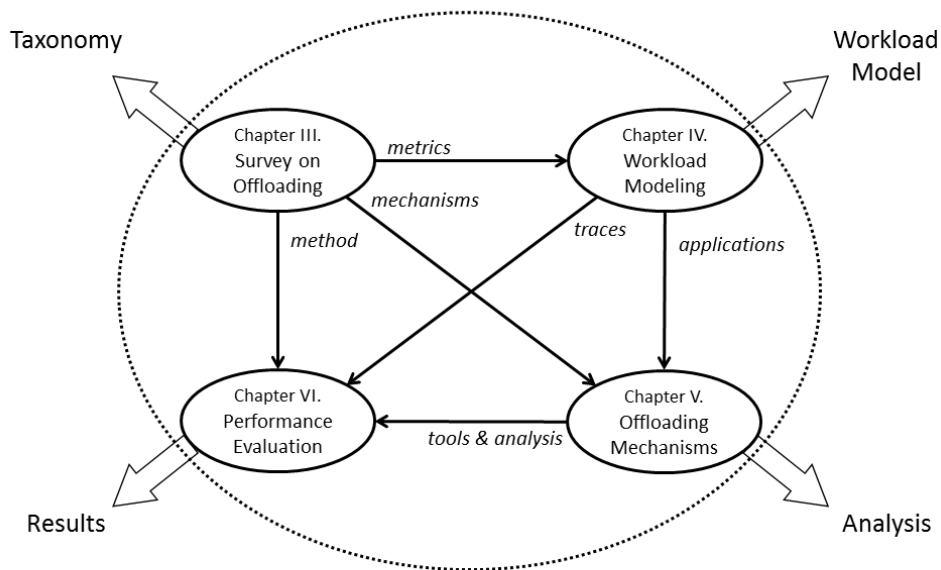 Taxonomy
Workload
Model
Chapter III.
Survey on
Offloading
metrics
Chapter IV.
Workload
Modeling
mechanisms
method
traces
applications
Chapter VI.
Performance
Evaluation
tools & analysis
Chapter V.
Offloading
Mechanisms
Results
Analysis